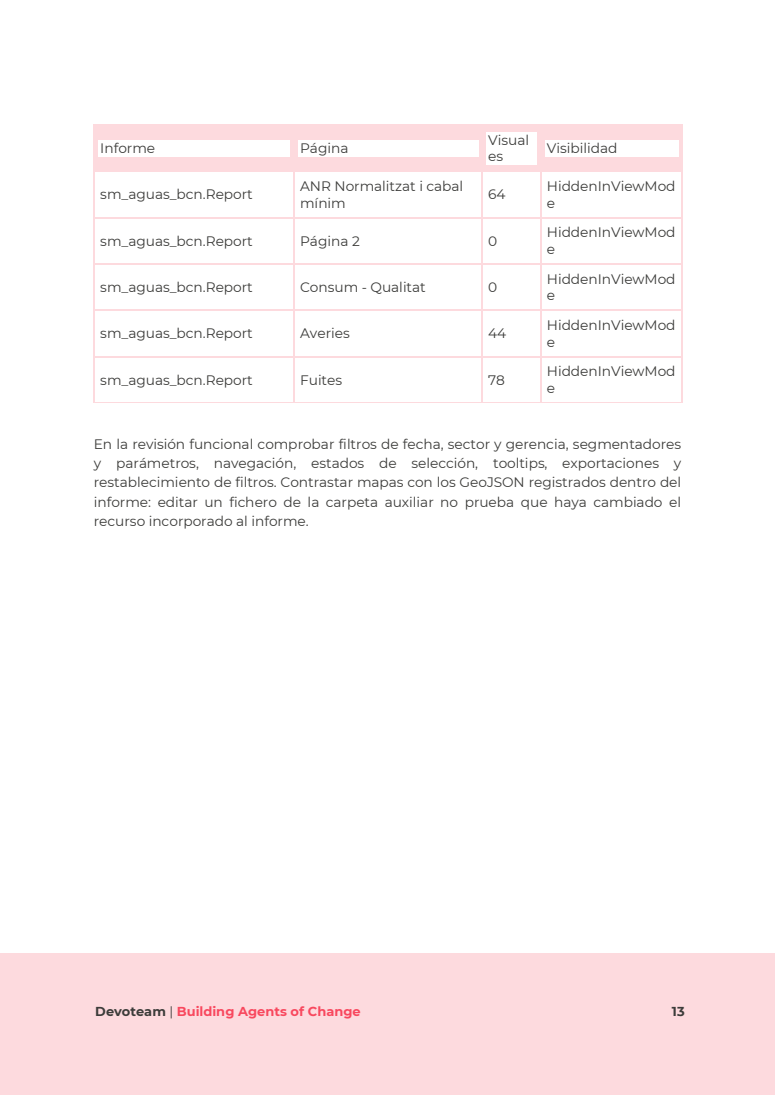 Informe Página Visual
es Visibilidad
sm_aguas_bcn.Report ANR Normalitzat i cabal
mínim 64 HiddenInViewMod
e
sm_aguas_bcn.Report Página 2 0 HiddenInViewMod
e
sm_aguas_bcn.Report Consum - Qualitat 0 HiddenInViewMod
e
sm_aguas_bcn.Report Averies 44 HiddenInViewMod
e
sm_aguas_bcn.Report Fuites 78 HiddenInViewMod
e
En la revisión funcional comprobar filtros de fecha, sector y gerencia, segmentadores
y parámetros, navegación, estados de selección, tooltips, exportaciones y
restablecimiento de filtros. Contrastar mapas con los GeoJSON registrados dentro del
informe: editar un fichero de la carpeta auxiliar no prueba que haya cambiado el
recurso incorporado al informe.
Devoteam | Building Agents of Change 13